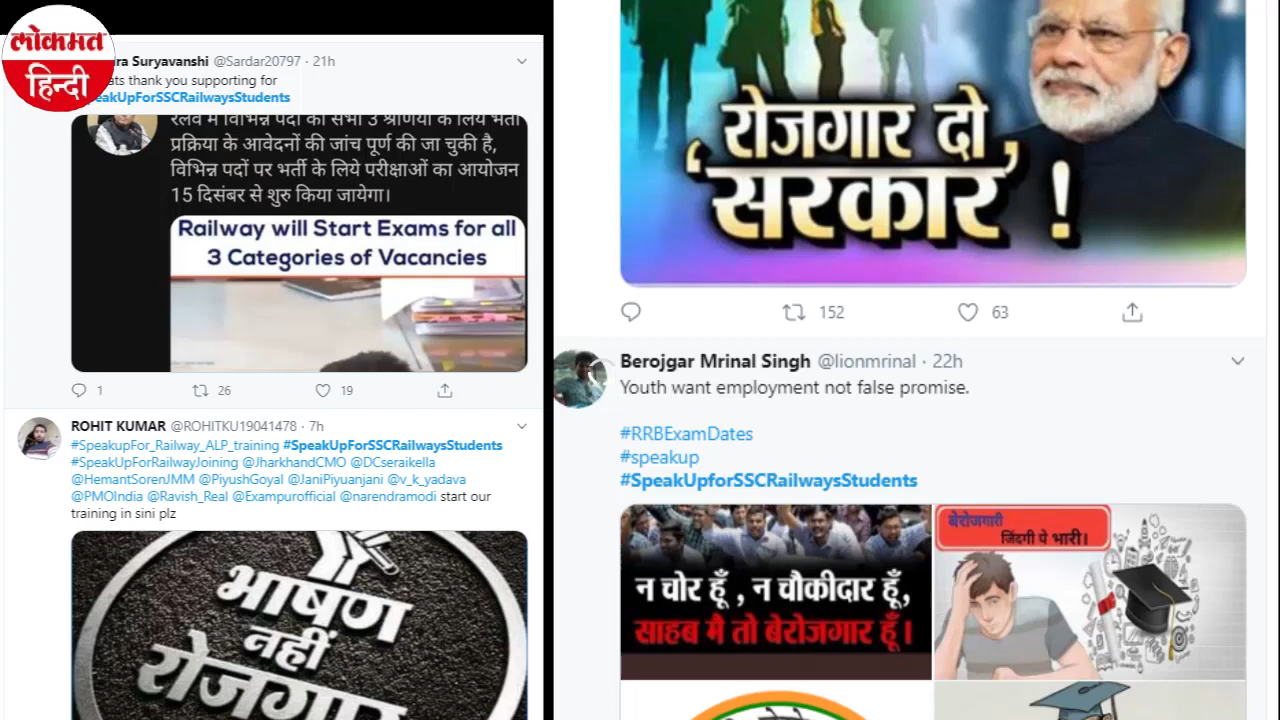 लोकमत
हिन्दी
ra Suryavanshi @Sardar20797 · 21h
ats thank you supporting for
eakUpForSSCRailwaysStudents
रेलवे में विभिन्न पदों की सभी 3 श्रेणियों के लिये भर्ती
प्रक्रिया के आवेदनों की जांच पूर्ण की जा चुकी है,
विभिन्न पदों पर भर्ती के लिये परीक्षाओं का आयोजन
15 दिसंबर से शुरु किया जायेगा।
Railway will Start Exams for all
3 Categories of Vacancies
1 26 19
ROHIT KUMAR @ROHITKU19041478 · 7h
#SpeakupFor_Railway_ALP_training #SpeakUpForSSCRailwaysStudents
#SpeakUpForRailwayJoining @JharkhandCMO @DCseraikella
@HemantSorenJMM @PiyushGoyal @JaniPiyuanjani @v_k_yadava
@PMOIndia @Ravish_Real @Exampurofficial @narendramodi start our
training in sini plz
भाषण
नहीं
रोजगार
रोजगार दो
'सरकार' !
152 63
Berojgar Mrinal Singh @lionmrinal · 22h
Youth want employment not false promise.
#RRBExamDates
#speakup
#SpeakUpforSSCRailwaysStudents
न चोर हूँ , न चौकीदार हूँ,
साहब मै तो बेरोजगार हूँ।
बेरोजगारी
जिंदगी पे भारी।